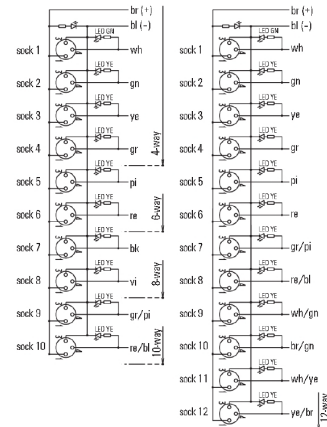 br (+)
bl (−)
LED GN
sock 1 wh
LED YE
sock 2 gn
LED YE
sock 3 ye
LED YE
sock 4 gr
4-way
LED YE
sock 5 pi
LED YE
sock 6 re
6-way
LED YE
sock 7 bk
LED YE
sock 8 vi
8-way
LED YE
sock 9 gr/pi
LED YE
sock 10 re/bl
10-way
br (+)
bl (−)
LED GN
sock 1 wh
LED YE
sock 2 gn
LED YE
sock 3 ye
LED YE
sock 4 gr
LED YE
sock 5 pi
LED YE
sock 6 re
LED YE
sock 7 gr/pi
LED YE
sock 8 re/bl
LED YE
sock 9 wh/gn
LED YE
sock 10 br/gn
LED YE
sock 11 wh/ye
LED YE
sock 12 ye/br
12-way